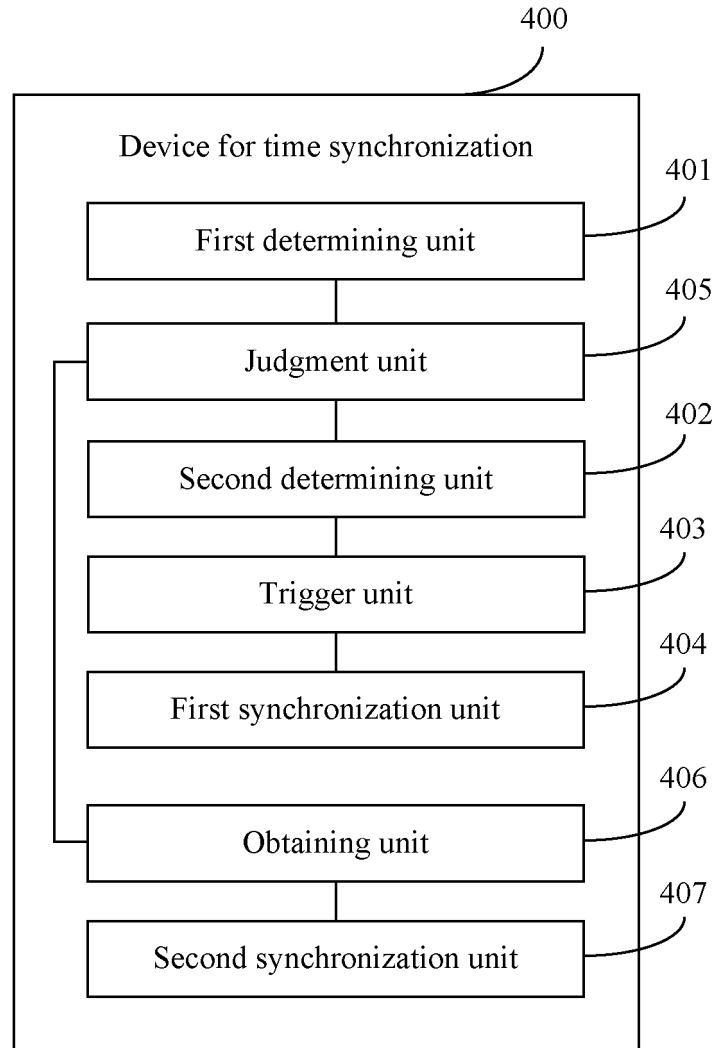 400
Device for time synchronization
401
First determining unit
405
Judgment unit
402
Second determining unit
403
Trigger unit
404
First synchronization unit
406
Obtaining unit
407
Second synchronization unit